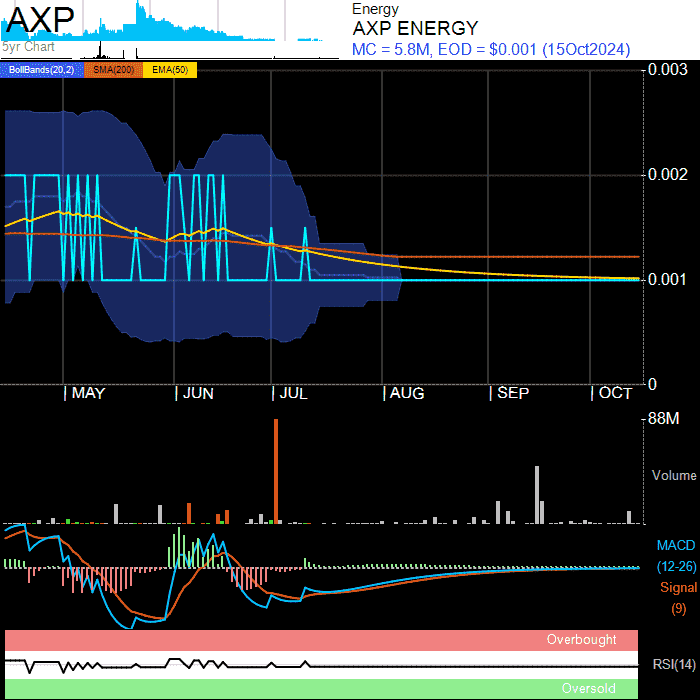 AXP
5yr Chart
Energy
AXP ENERGY
MC = 5.8M, EOD = $0.001 (15Oct2024)
BollBands(20,2) SMA(200) EMA(50)
0.003
0.002
0.001
0
MAY JUN JUL AUG SEP OCT
88M
Volume
MACD
(12-26)
Signal
(9)
Overbought
RSI(14)
Oversold